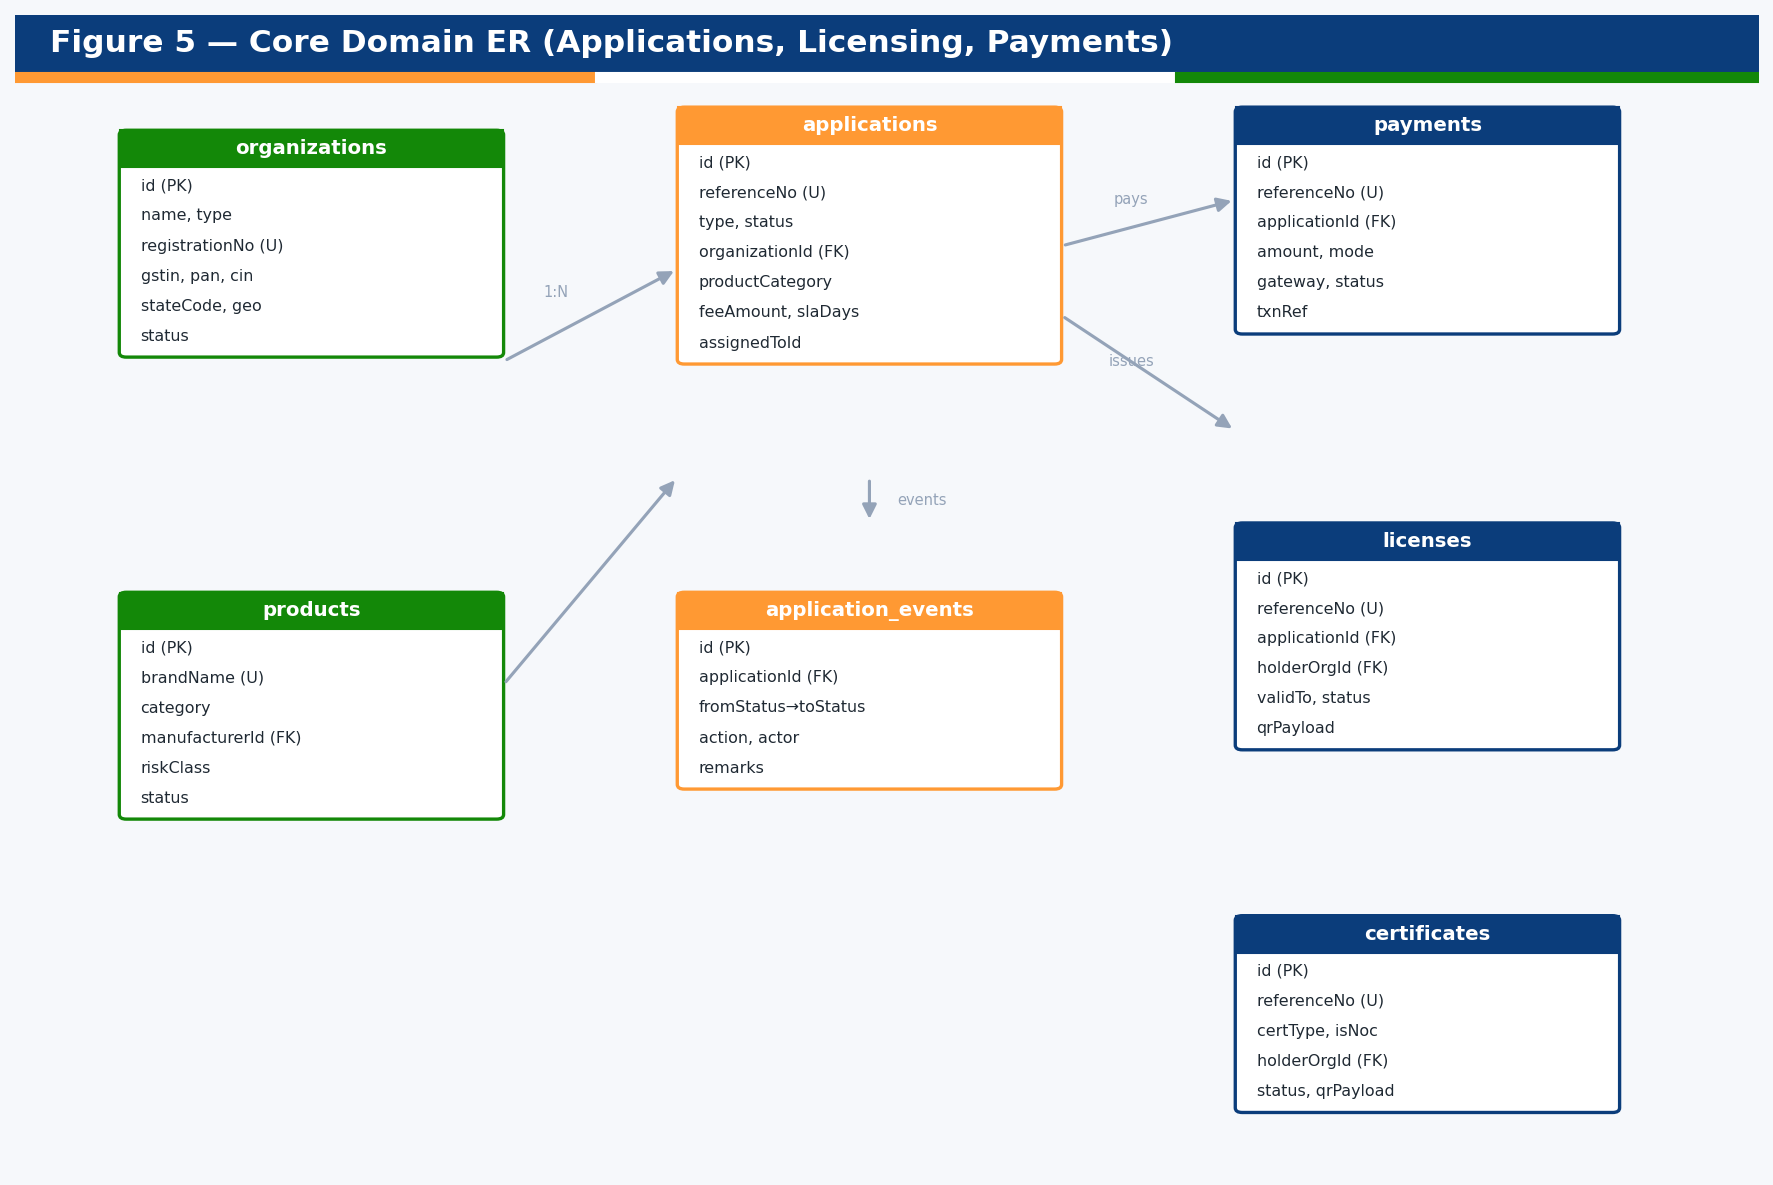 Figure 5 — Core Domain ER (Applications, Licensing, Payments)
organizations
id (PK)
name, type
registrationNo (U)
gstin, pan, cin
stateCode, geo
status
1:N
applications
id (PK)
referenceNo (U)
type, status
organizationId (FK)
productCategory
feeAmount, slaDays
assignedToId
pays
issues
events
payments
id (PK)
referenceNo (U)
applicationId (FK)
amount, mode
gateway, status
txnRef
products
id (PK)
brandName (U)
category
manufacturerId (FK)
riskClass
status
application_events
id (PK)
applicationId (FK)
fromStatus→toStatus
action, actor
remarks
licenses
id (PK)
referenceNo (U)
applicationId (FK)
holderOrgId (FK)
validTo, status
qrPayload
certificates
id (PK)
referenceNo (U)
certType, isNoc
holderOrgId (FK)
status, qrPayload